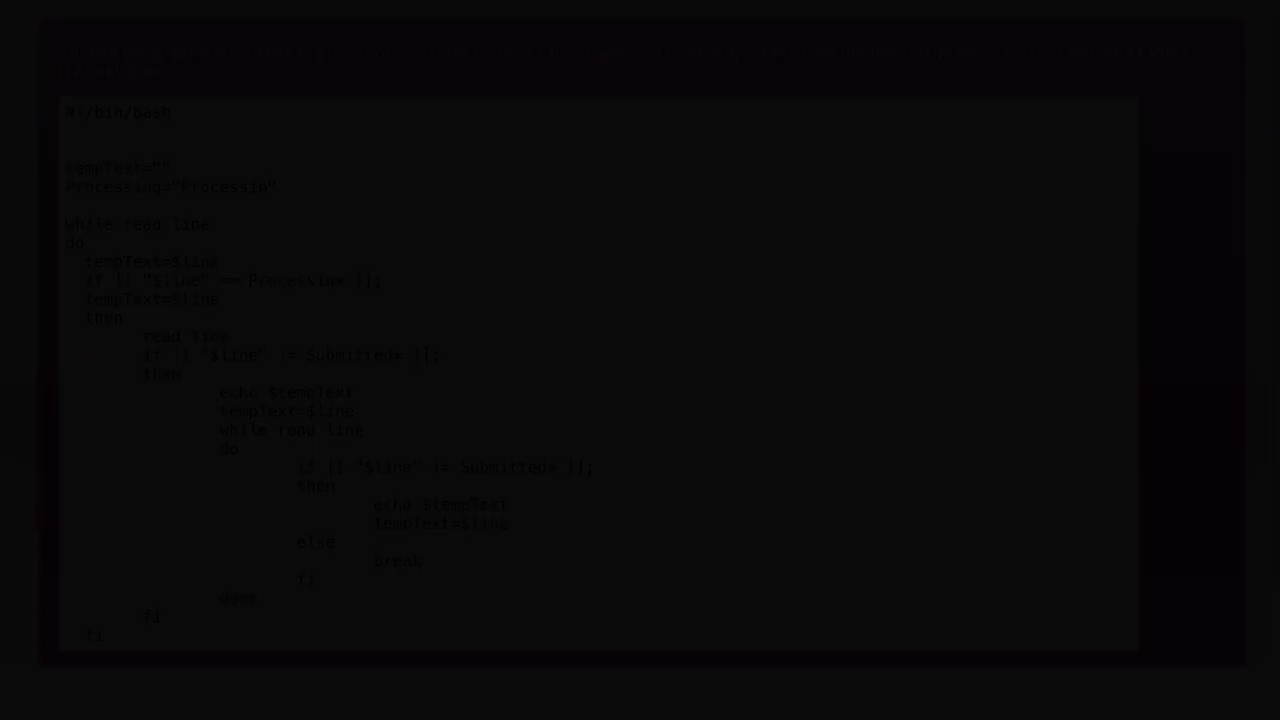 #!/bin/bash
tempText=""
Processing="Processin"
while read line
do
tempText=$line
if [[ "$line" == Processin* ]];
tempText=$line
then
read line
if [[ "$line" != Submitted* ]];
then
echo $tempText
tempText=$line
while read line
do
if [[ "$line" != Submitted* ]];
then
echo $tempText
tempText=$line
else
break
fi
done
fi
fi